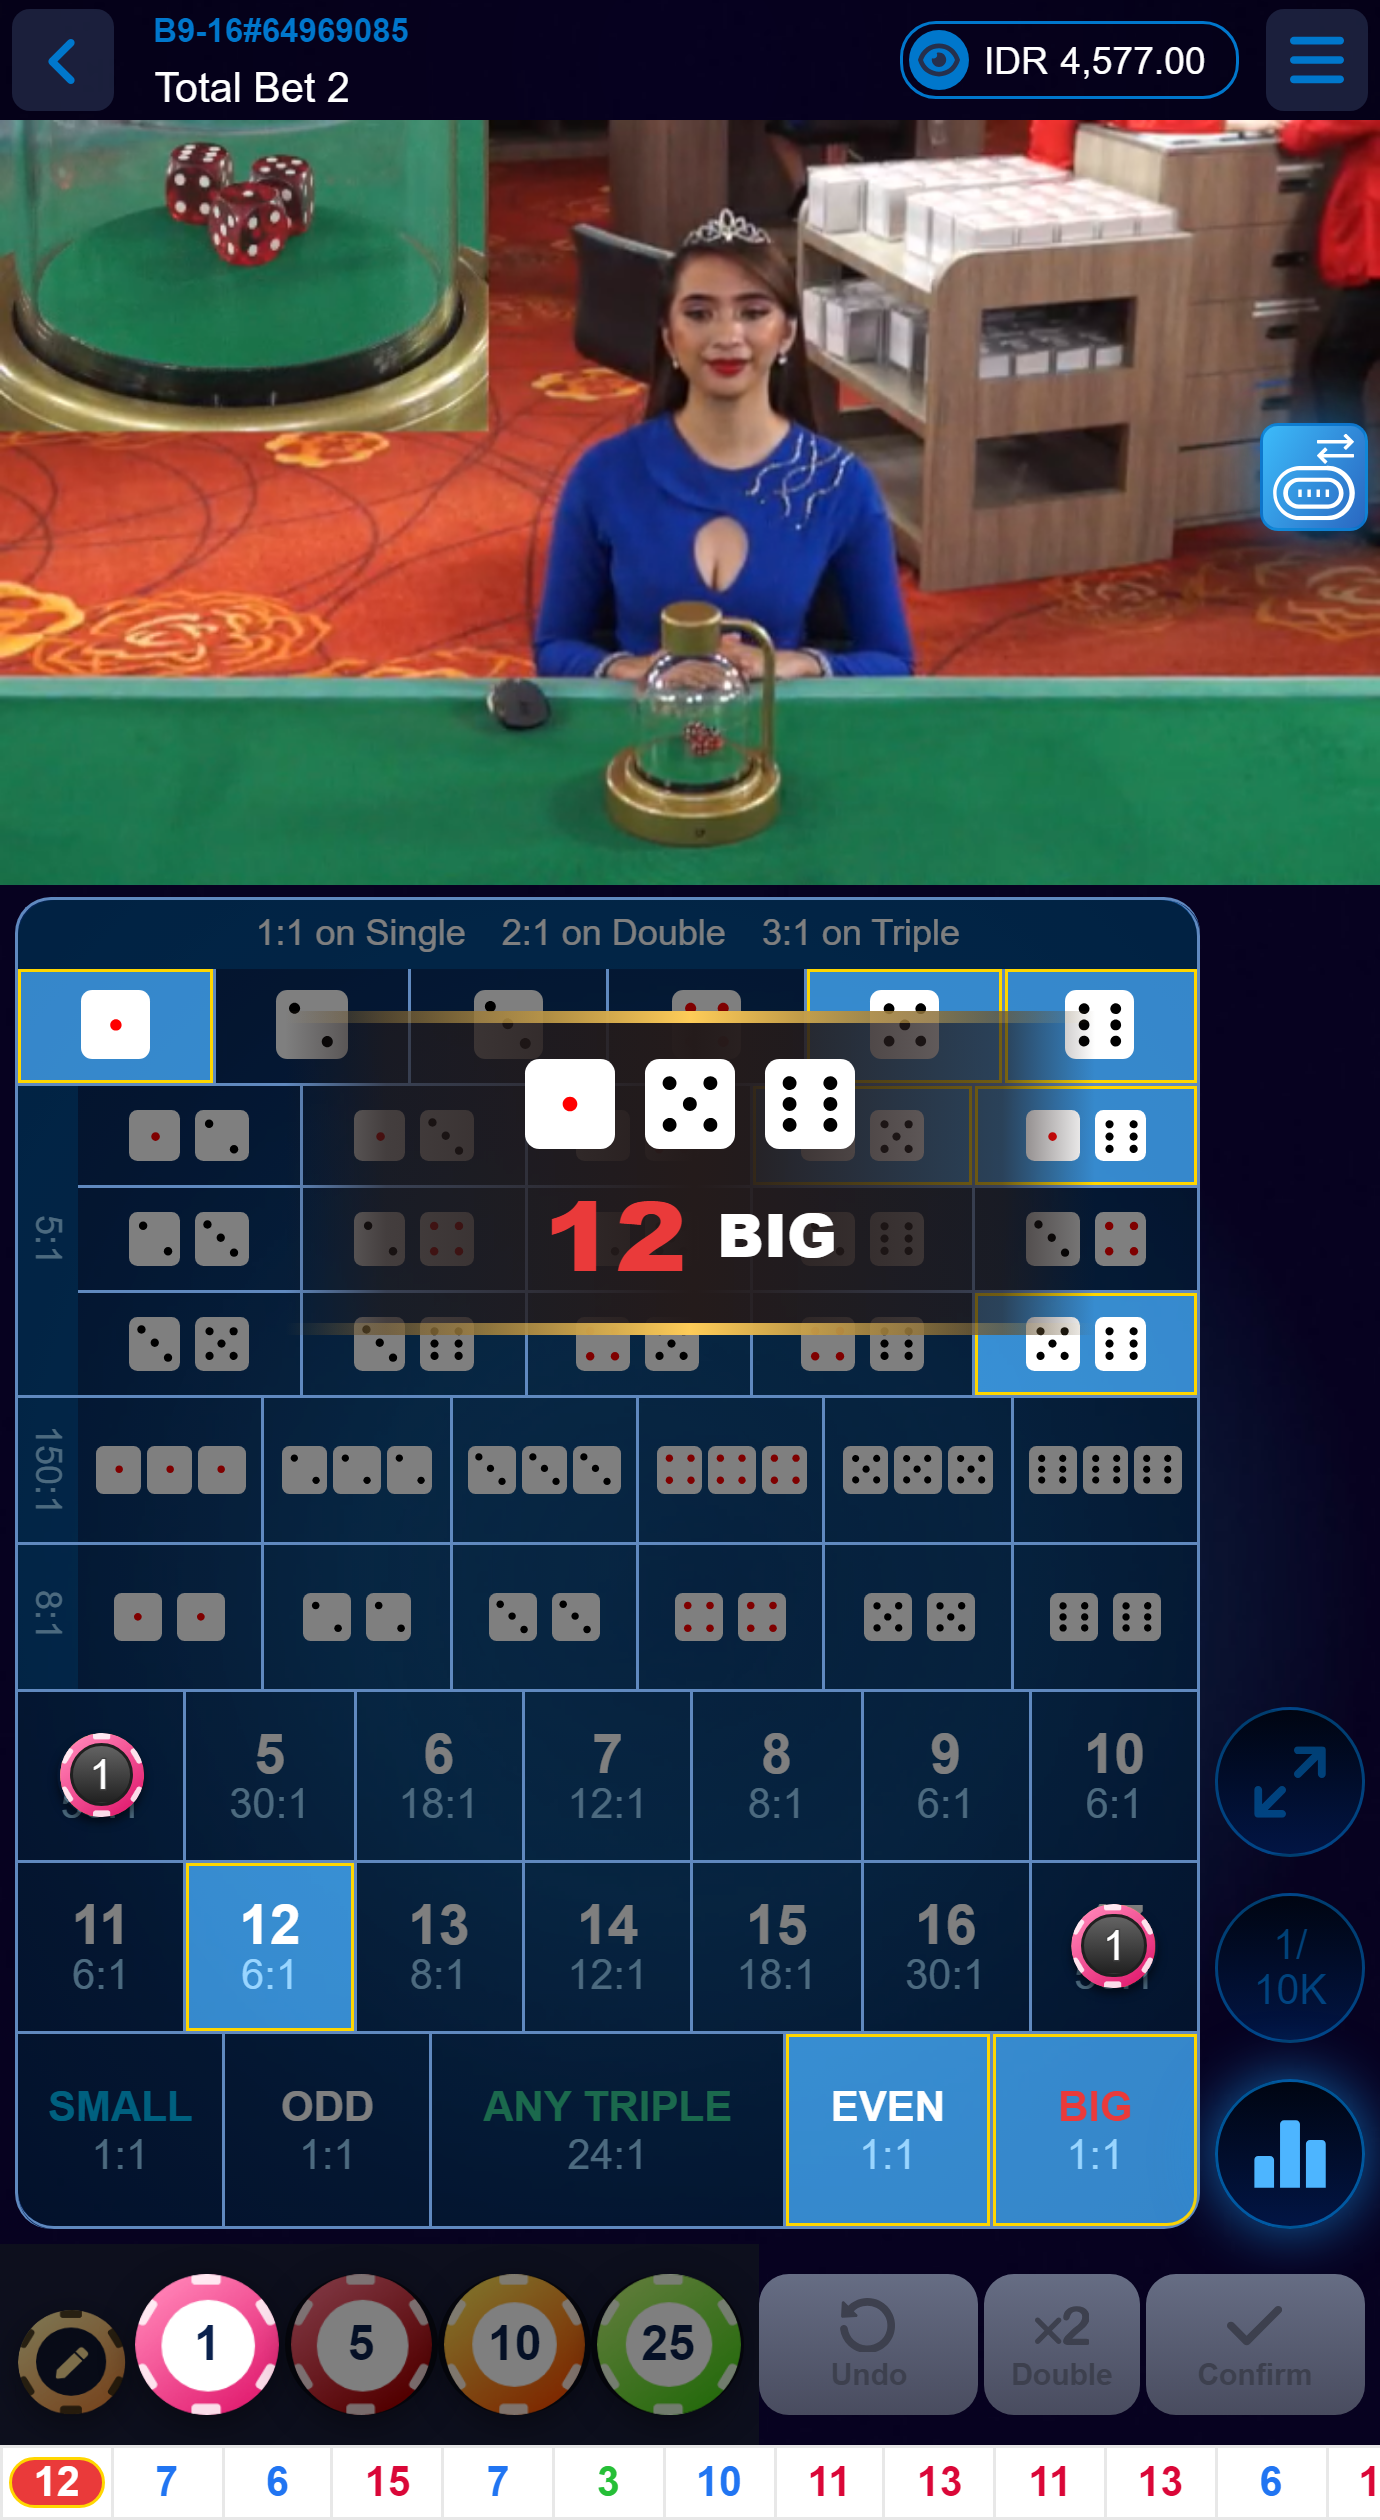 B9-16#64969085
Total Bet 2
IDR 4,577.00
1:1 on Single 2:1 on Double 3:1 on Triple
12 BIG
5:1
150:1
8:1
1
5 6 7 8 9 10
30:1 18:1 12:1 8:1 6:1 6:1
11 12 13 14 15 16
1
6:1 6:1 8:1 12:1 18:1 30:1
1/
10K
SMALL ODD ANY TRIPLE EVEN BIG
1:1 1:1 24:1 1:1 1:1
1 5 10 25
x2
Undo Double Confirm
12 7 6 15 7 3 10 11 13 11 13 6